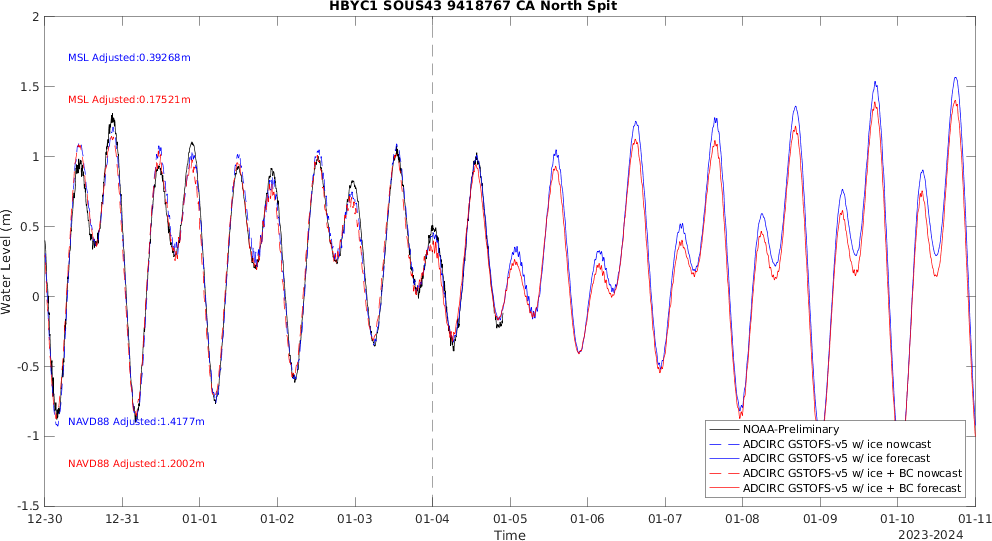 HBYC1 SOUS43 9418767 CA North Spit
2
1.5
1
0.5
0
-0.5
-1
-1.5
Water Level (m)
MSL Adjusted:0.39268m
MSL Adjusted:0.17521m
NAVD88 Adjusted:1.4177m
NAVD88 Adjusted:1.2002m
NOAA-Preliminary
ADCIRC GSTOFS-v5 w/ ice nowcast
ADCIRC GSTOFS-v5 w/ ice forecast
ADCIRC GSTOFS-v5 w/ ice + BC nowcast
ADCIRC GSTOFS-v5 w/ ice + BC forecast
12-30 12-31 01-01 01-02 01-03 01-04 01-05 01-06 01-07 01-08 01-09 01-10 01-11
Time
2023-2024